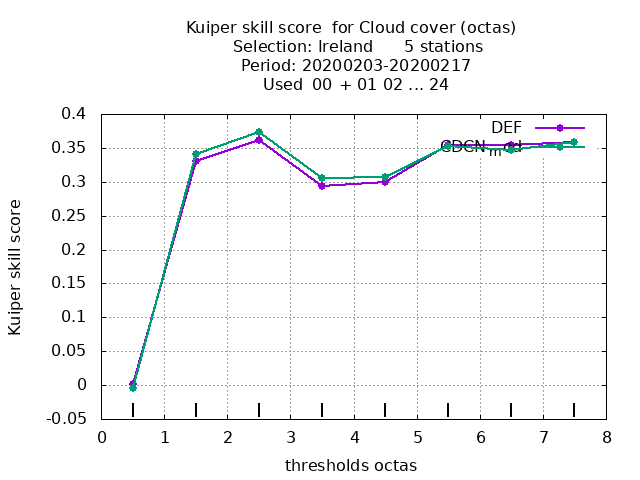 Kuiper skill score for Cloud cover (octas)
Selection: Ireland 5 stations
Period: 20200203-20200217
Used 00 + 01 02 ... 24
DEF
0.4
0.35
0.3
0.25
0.2
0.15
0.1
0.05
0
-0.05
0 1 2 3 4 5 6 7 8
Kuiper skill score
thresholds octas